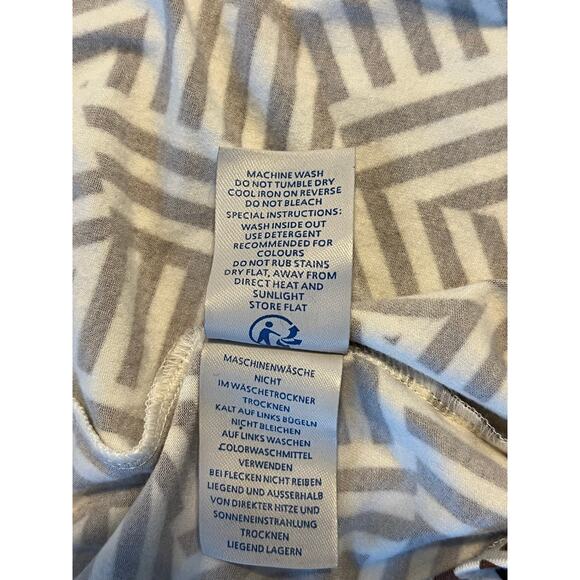 MACHINE WASH
DO NOT TUMBLE DRY
COOL IRON ON REVERSE
DO NOT BLEACH
SPECIAL INSTRUCTIONS:
WASH INSIDE OUT
USE DETERGENT
RECOMMENDED FOR
COLOURS
DO NOT RUB STAINS
DRY FLAT, AWAY FROM
DIRECT HEAT AND
SUNLIGHT
STORE FLAT
MASCHINENWÄSCHE
NICHT
IM WÄSCHETROCKNER
TROCKNEN
KALT AUF LINKS BÜGELN
NICHT BLEICHEN
AUF LINKS WASCHEN
COLORWASCHMITTEL
VERWENDEN
BEI FLECKEN NICHT REIBEN
LIEGEND UND AUSSERHALB
VON DIREKTER HITZE UND
SONNENEINSTRAHLUNG
TROCKNEN
LIEGEND LAGERN